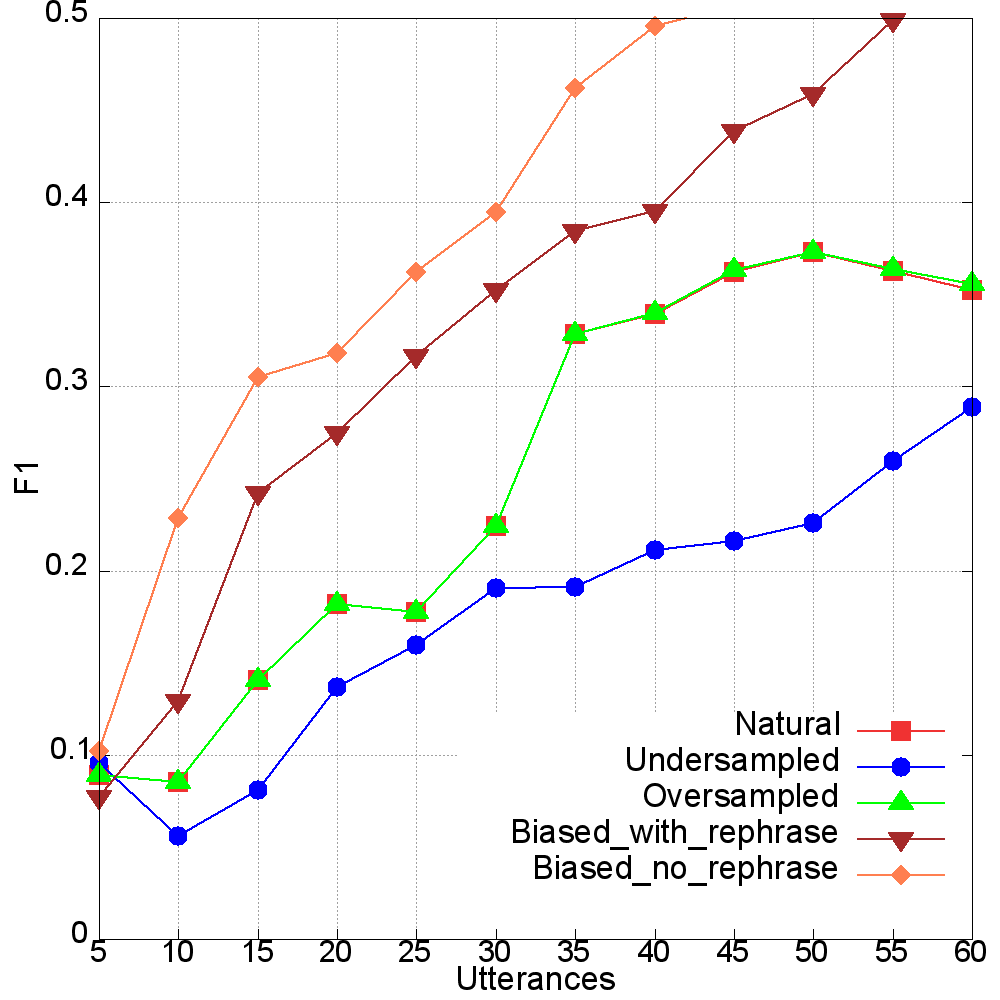 0.5
0.4
0.3
0.2
0.1
0
F1
5 10 15 20 25 30 35 40 45 50 55 60
Utterances
Natural
Undersampled
Oversampled
Biased_with_rephrase
Biased_no_rephrase